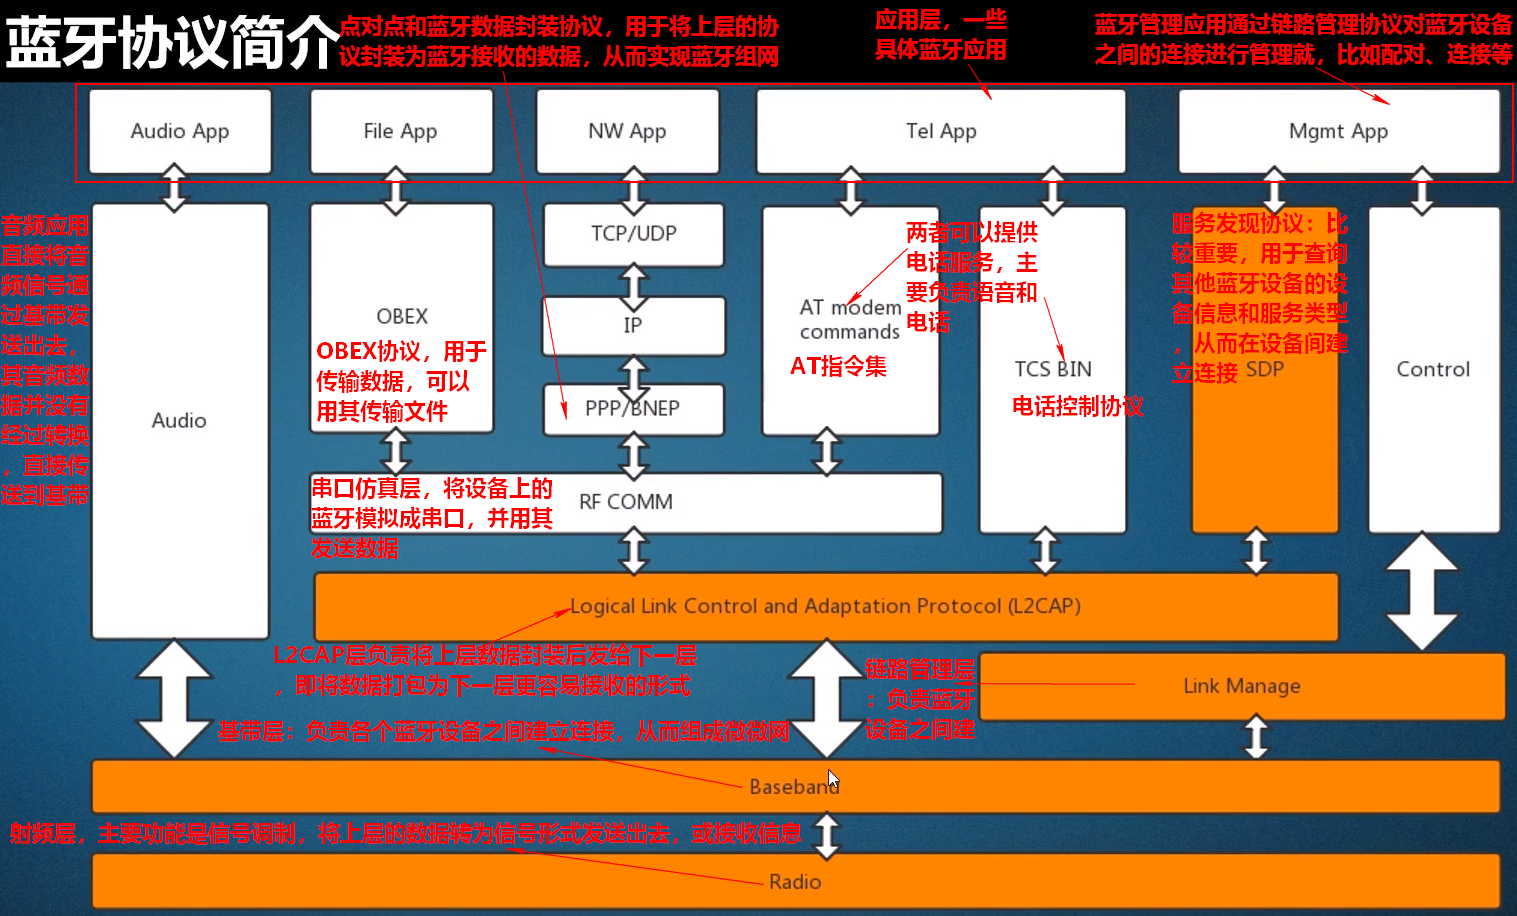 蓝牙协议简介
点对点和蓝牙数据封装协议，用于将上层的协
议封装为蓝牙接收的数据，从而实现蓝牙组网
应用层，一些
具体蓝牙应用
蓝牙管理应用通过链路管理协议对蓝牙设备
之间的连接进行管理就，比如配对、连接等
Audio App
File App
NW App
Tel App
Mgmt App
音频应用
直接将音
频信号通
过基带发
送出去，
其音频数
据并没有
经过转换
，直接传
送到基带
Audio
OBEX
OBEX协议，用于
传输数据，可以
用其传输文件
TCP/UDP
IP
PPP/BNEP
AT modem
commands
AT指令集
两者可以提供
电话服务，主
要负责语音和
电话
TCS BIN
电话控制协议
服务发现协议：比
较重要，用于查询
其他蓝牙设备的设
备信息和服务类型
，从而在设备间建
立连接
SDP
Control
串口仿真层，将设备上的
蓝牙模拟成串口，并用其
发送数据
RF COMM
Logical Link Control and Adaptation Protocol (L2CAP)
L2CAP层负责将上层数据封装后发给下一层
，即将数据打包为下一层更容易接收的形式
链路管理层
：负责蓝牙
设备之间建
Link Manage
基带层：负责各个蓝牙设备之间建立连接，从而组成微微网
Baseband
射频层，主要功能是信号调制，将上层的数据转为信号形式发送出去，或接收信息
Radio